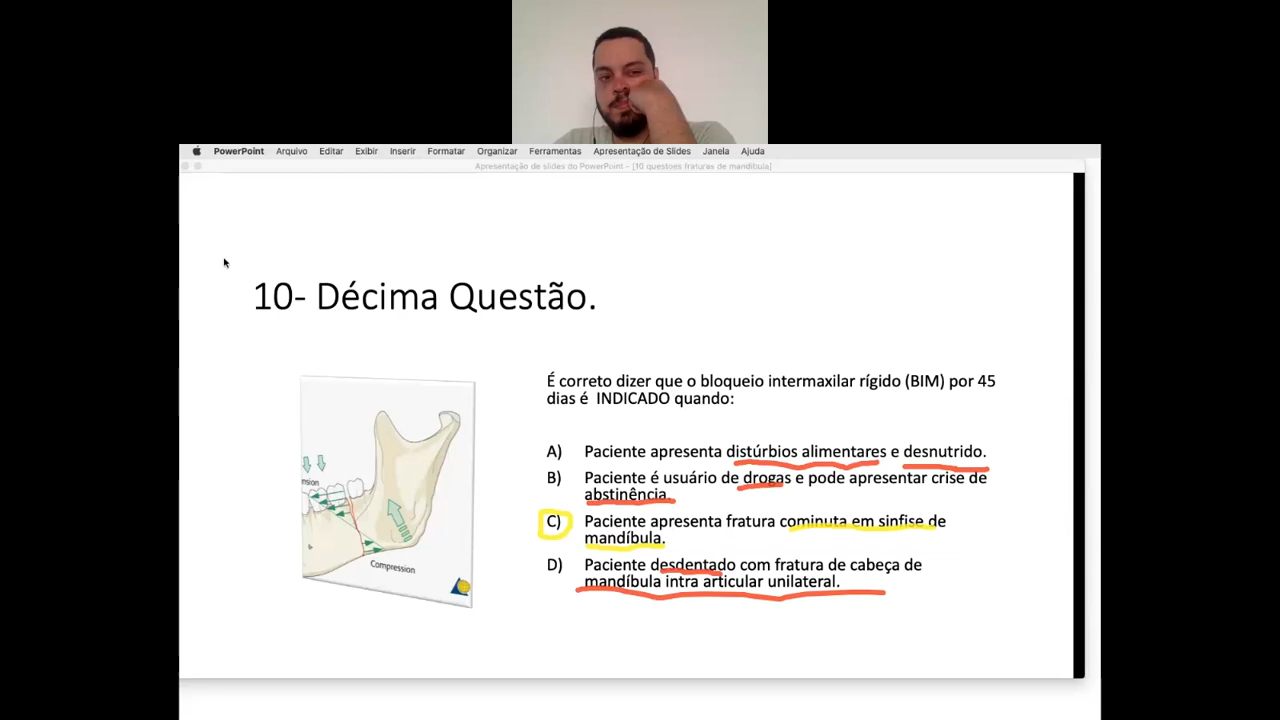 PowerPoint Arquivo Editar Exibir Inserir Formatar Organizar Ferramentas Apresentação de Slides Janela Ajuda
Apresentação de slides do PowerPoint - [10 questoes fraturas de mandibula]
10- Décima Questão.
É correto dizer que o bloqueio intermaxilar rígido (BIM) por 45
dias é INDICADO quando:
A) Paciente apresenta distúrbios alimentares e desnutrido.
B) Paciente é usuário de drogas e pode apresentar crise de
abstinência.
C) Paciente apresenta fratura cominuta em sinfise de
mandíbula.
D) Paciente desdentado com fratura de cabeça de
mandíbula intra articular unilateral.
nsion
Compression